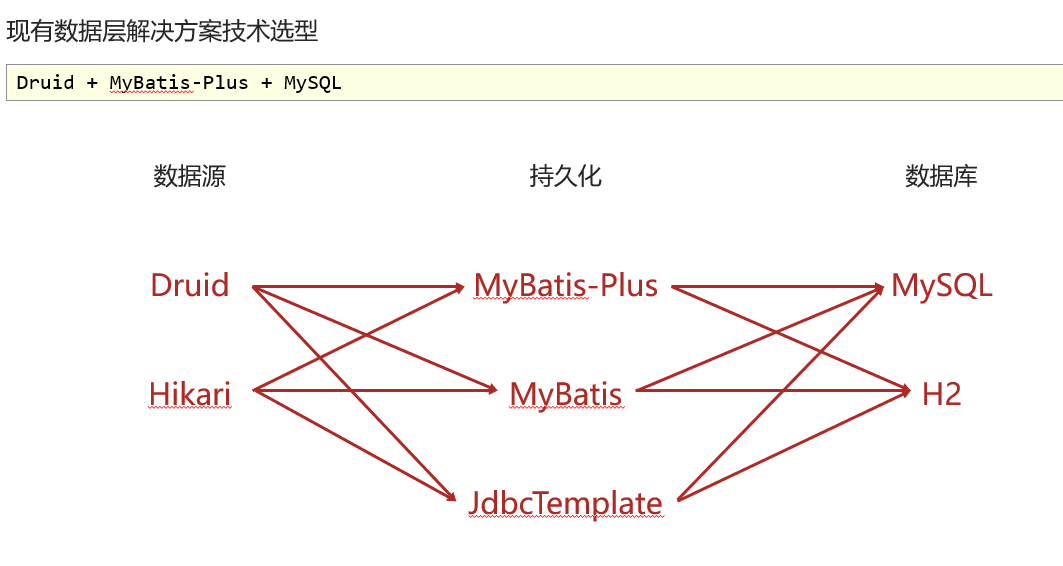 现有数据层解决方案技术选型
Druid + MyBatis-Plus + MySQL
数据源 持久化 数据库
Druid MyBatis-Plus MySQL
Hikari MyBatis H2
JdbcTemplate